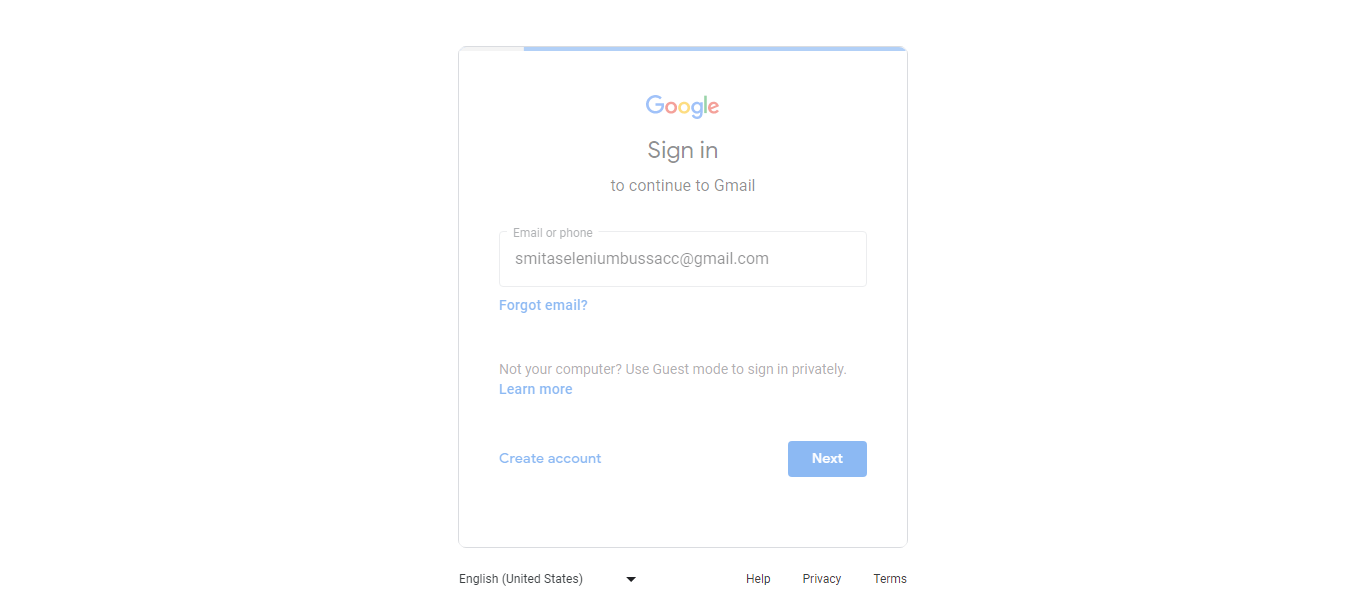 Google
Sign in
to continue to Gmail
Email or phone
smitaseleniumbussacc@gmail.com
Forgot email?
Not your computer? Use Guest mode to sign in privately.
Learn more
Create account
Next
English (United States)
Help
Privacy
Terms